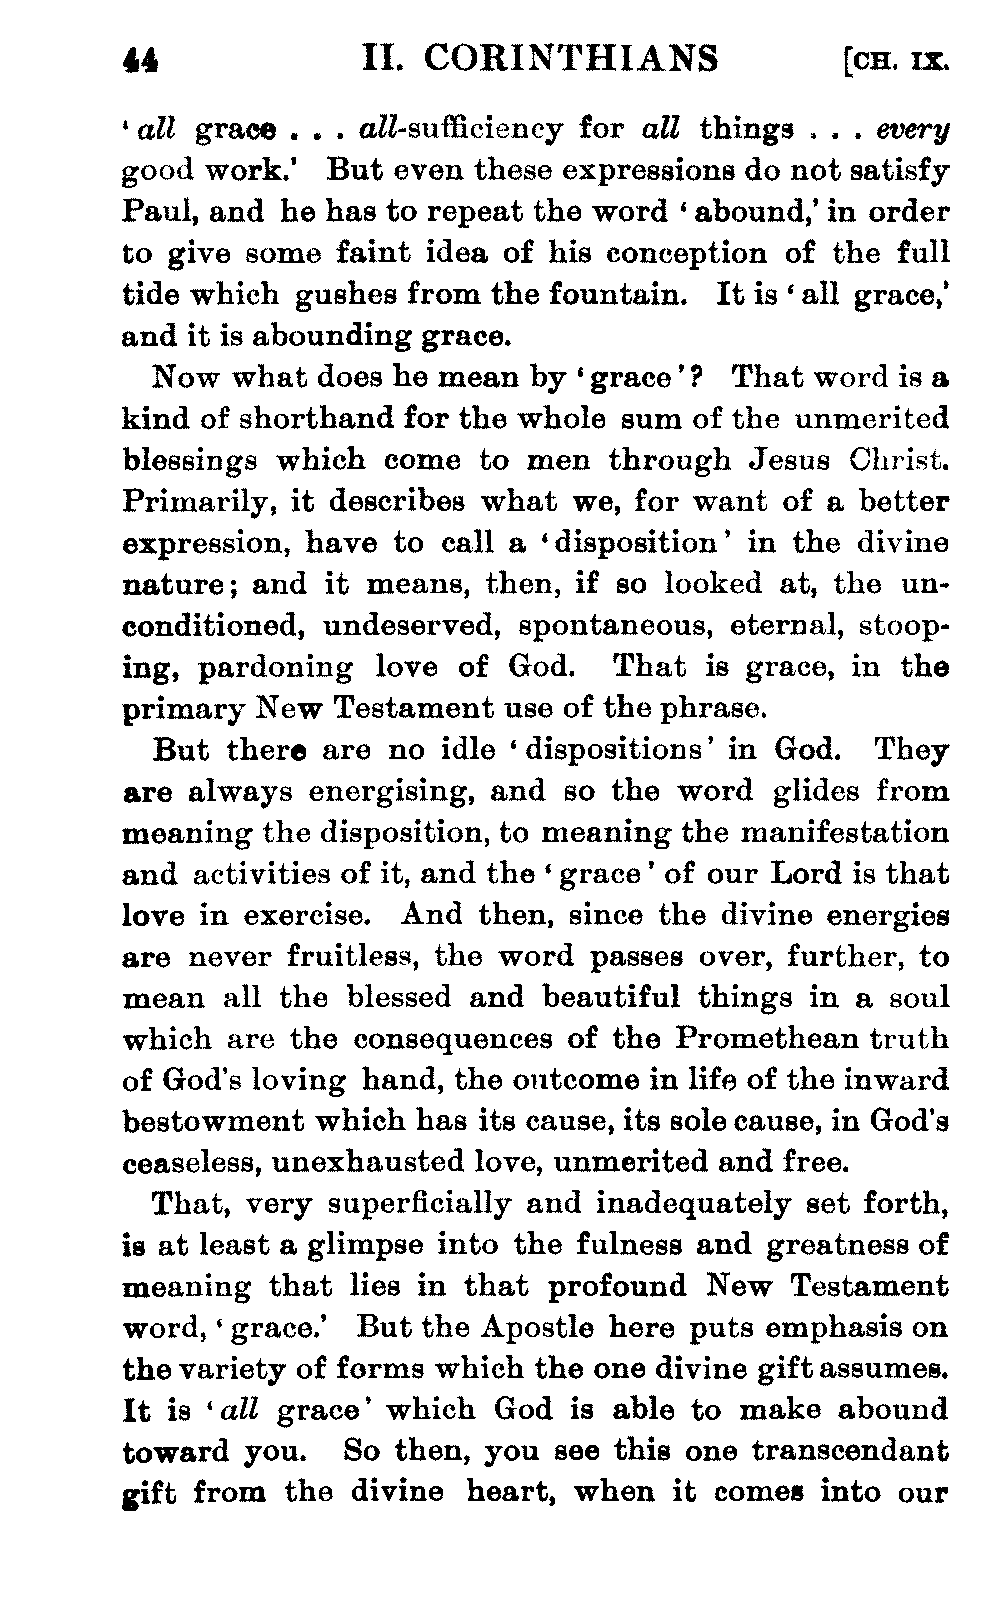 44 II. CORINTHIANS [CH. IX.
‘all grace . . . all-sufficiency for all things . . . every
good work.’ But even these expressions do not satisfy
Paul, and he has to repeat the word ‘abound,’ in order
to give some faint idea of his conception of the full
tide which gushes from the fountain. It is ‘all grace,’
and it is abounding grace.
Now what does he mean by ‘grace’? That word is a
kind of shorthand for the whole sum of the unmerited
blessings which come to men through Jesus Christ.
Primarily, it describes what we, for want of a better
expression, have to call a ‘disposition’ in the divine
nature; and it means, then, if so looked at, the un-
conditioned, undeserved, spontaneous, eternal, stoop-
ing, pardoning love of God. That is grace, in the
primary New Testament use of the phrase.
But there are no idle ‘dispositions’ in God. They
are always energising, and so the word glides from
meaning the disposition, to meaning the manifestation
and activities of it, and the ‘grace’ of our Lord is that
love in exercise. And then, since the divine energies
are never fruitless, the word passes over, further, to
mean all the blessed and beautiful things in a soul
which are the consequences of the Promethean truth
of God’s loving hand, the outcome in life of the inward
bestowment which has its cause, its sole cause, in God’s
ceaseless, unexhausted love, unmerited and free.
That, very superficially and inadequately set forth,
is at least a glimpse into the fulness and greatness of
meaning that lies in that profound New Testament
word, ‘grace.’ But the Apostle here puts emphasis on
the variety of forms which the one divine gift assumes.
It is ‘all grace’ which God is able to make abound
toward you. So then, you see this one transcendant
gift from the divine heart, when it comes into our